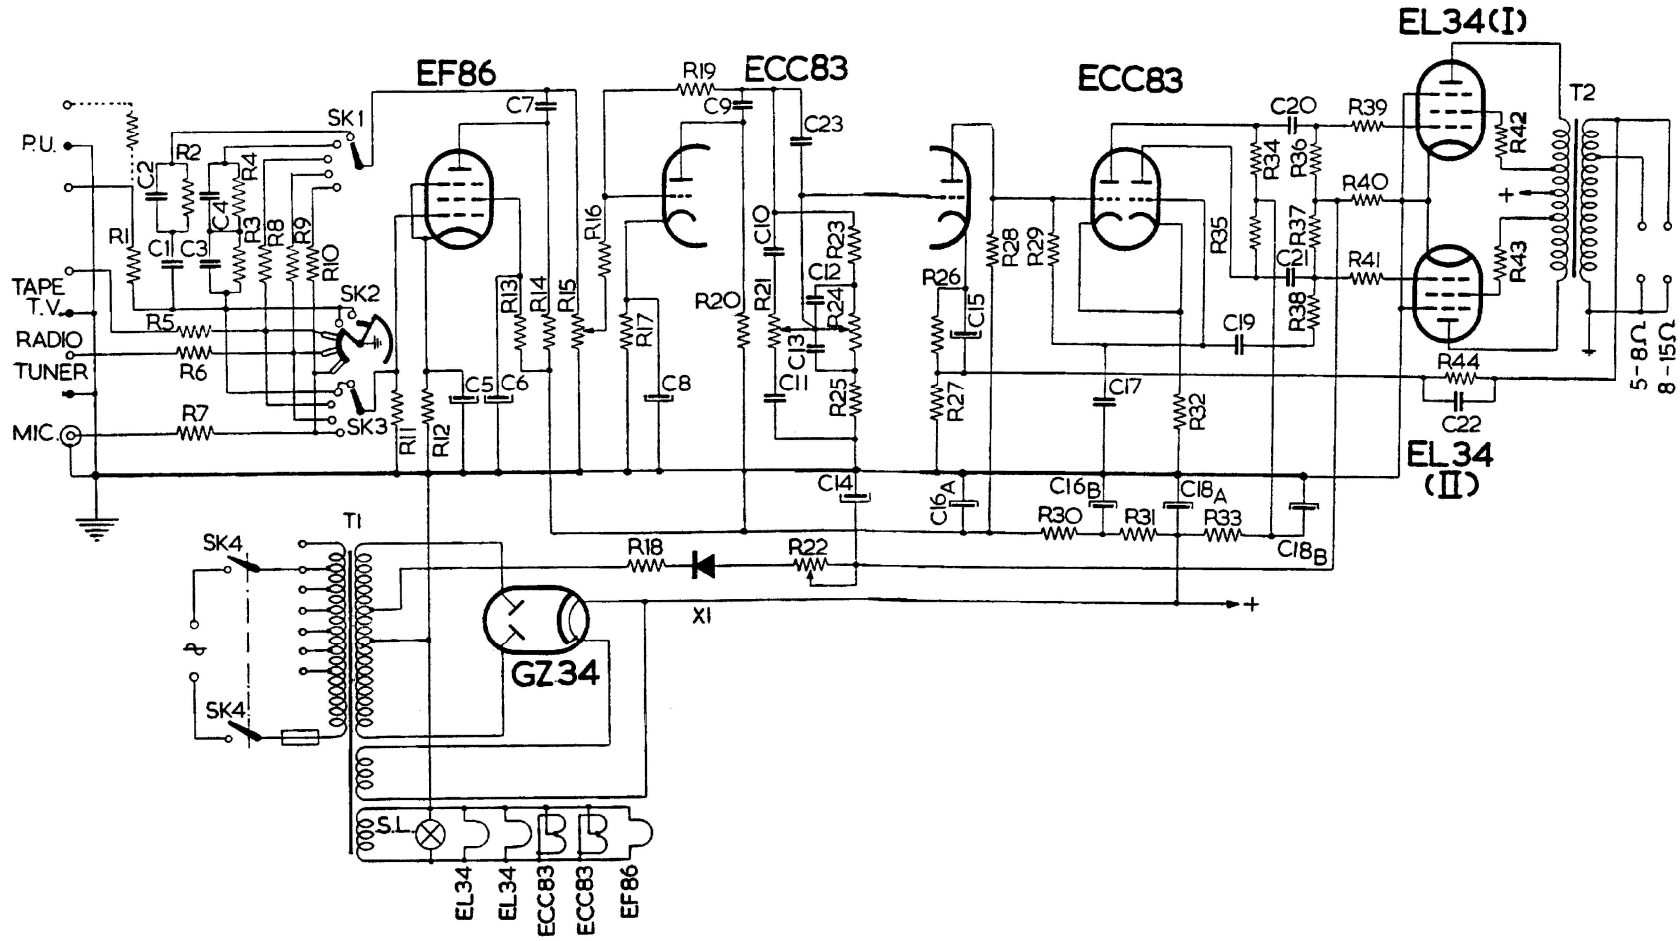 EL34(I)
EF86
R19
ECC83
ECC83
C7
C9
T2
C20
R39
SK1
P.U.
C23
R42
C2
R2
R4
R34
R36
R40
+
R1
C1
C4
C3
R3
R8
R9
R10
R16
C10
R23
R28
R29
R35
R37
C21
R41
R43
TAPE
T.V.
SK2
R13
R14
R15
R20
R21
C12
R24
R26
C15
R38
RADIO
R5
R17
C13
C19
TUNER
R6
C5
C6
C8
C11
R25
R27
C17
R32
R44
5-8Ω
8-15Ω
C22
MIC.
R7
SK3
R11
R12
EL34
(II)
C14
C16A
C16B
C18A
R30
R31
R33
C18B
T1
SK4
R18
R22
X1
+
GZ34
SK4
S.L.
EL34
EL34
ECC83
ECC83
EF86